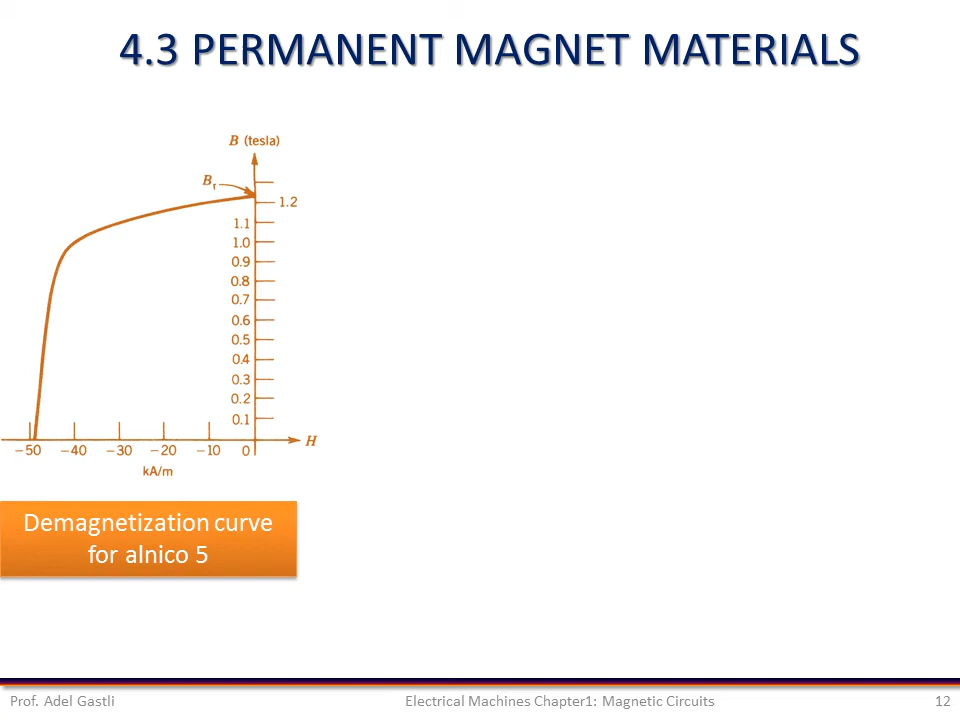 4.3 PERMANENT MAGNET MATERIALS
B (tesla)
Br
1.2
1.1
1.0
0.9
0.8
0.7
0.6
0.5
0.4
0.3
0.2
0.1
H
−50 −40 −30 −20 −10 0
kA/m
Demagnetization curve
for alnico 5
Prof. Adel Gastli Electrical Machines Chapter1: Magnetic Circuits 12